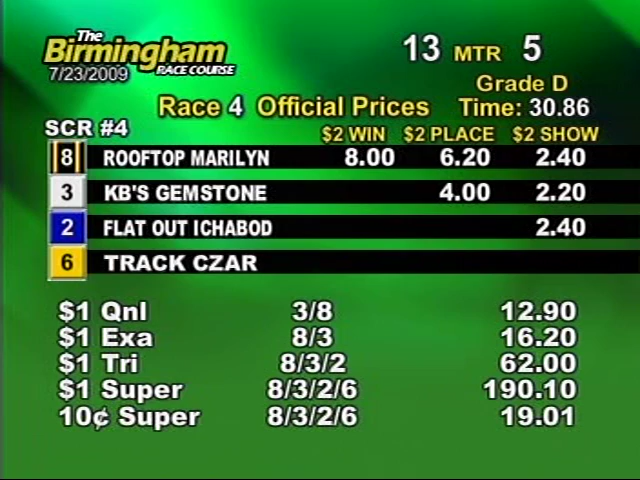 The
Birmingham
RACE COURSE
7/23/2009
13 MTR 5
Grade D
Race 4 Official Prices Time: 30.86
SCR #4 $2 WIN $2 PLACE $2 SHOW
8 ROOFTOP MARILYN 8.00 6.20 2.40
3 KB'S GEMSTONE 4.00 2.20
2 FLAT OUT ICHABOD 2.40
6 TRACK CZAR
$1 Qnl 3/8 12.90
$1 Exa 8/3 16.20
$1 Tri 8/3/2 62.00
$1 Super 8/3/2/6 190.10
10¢ Super 8/3/2/6 19.01